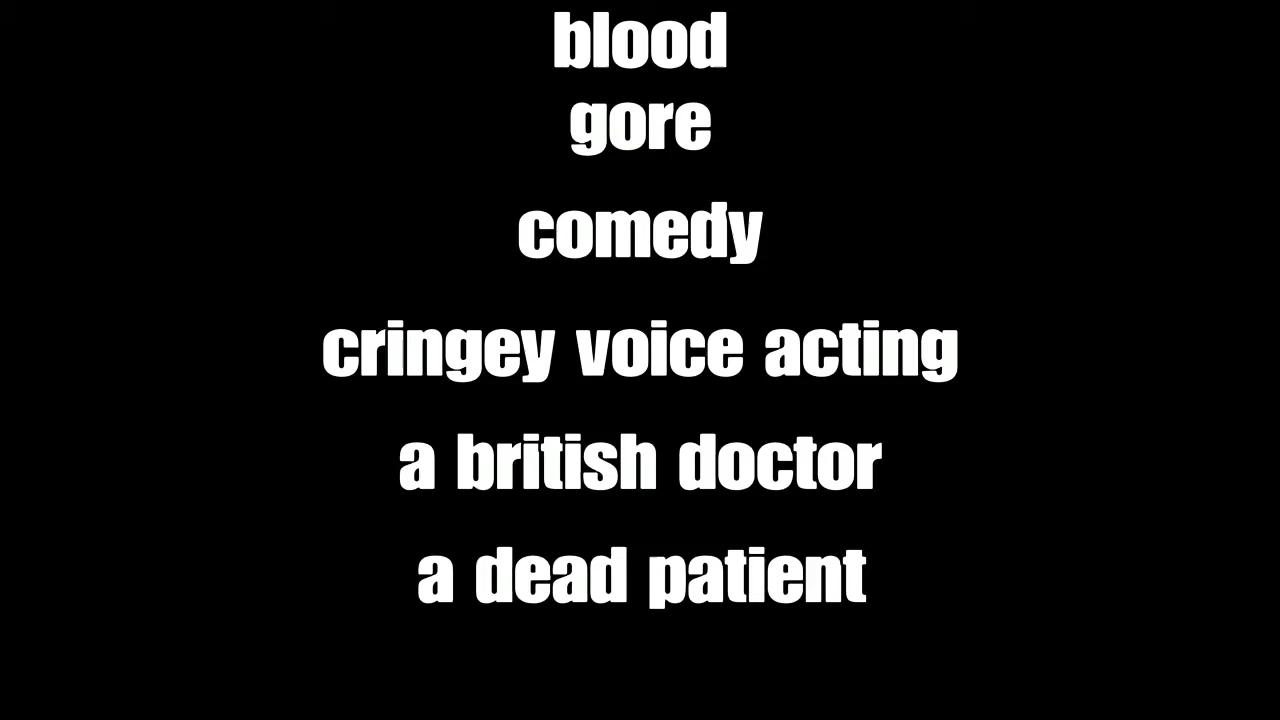 blood
gore
comedy
cringey voice acting
a british doctor
a dead patient